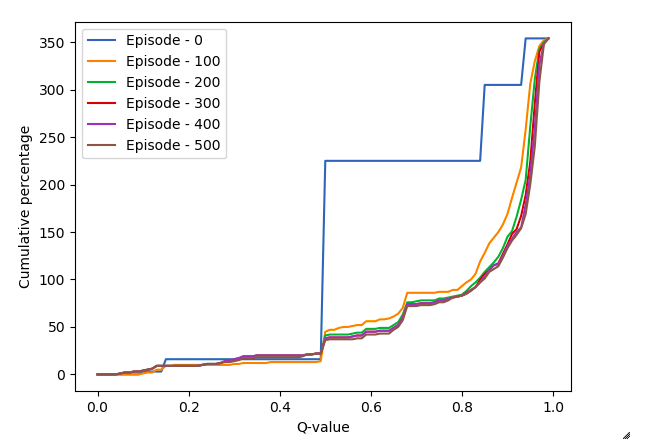 Episode - 0
Episode - 100
Episode - 200
Episode - 300
Episode - 400
Episode - 500
Cumulative percentage
350
300
250
200
150
100
50
0
0.0 0.2 0.4 0.6 0.8 1.0
Q-value